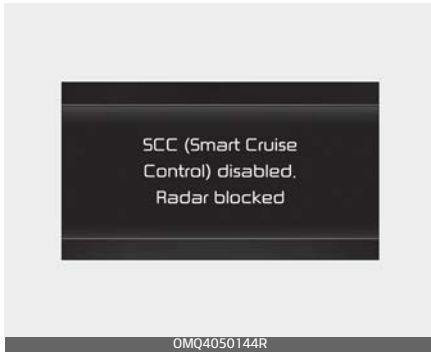 SCC (Smart Cruise
Control) disabled.
Radar blocked
OMQ4050144R